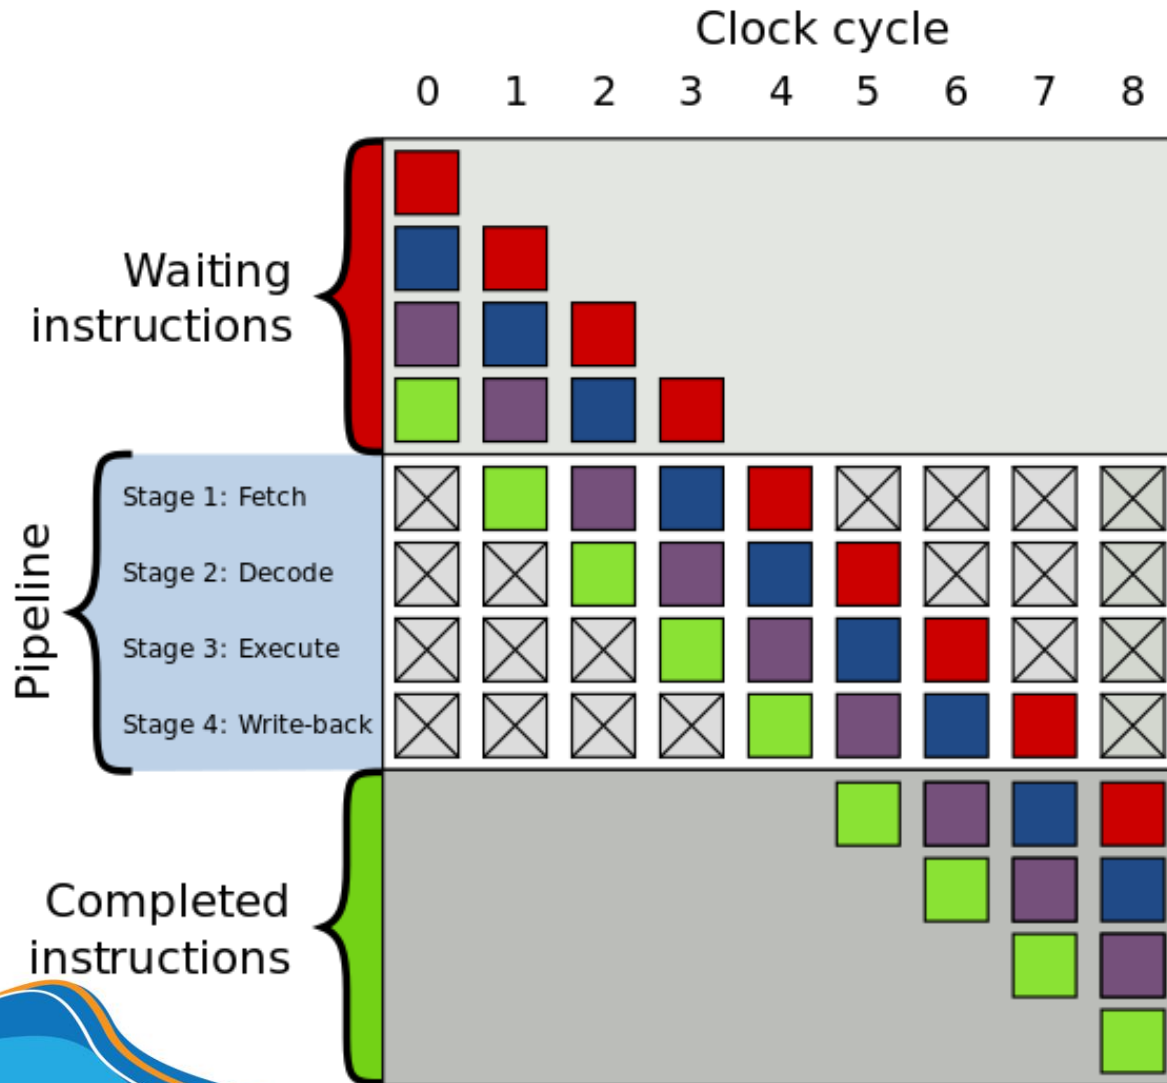 Clock cycle
0 1 2 3 4 5 6 7 8
Waiting
instructions
Pipeline
Stage 1: Fetch
Stage 2: Decode
Stage 3: Execute
Stage 4: Write-back
Completed
instructions